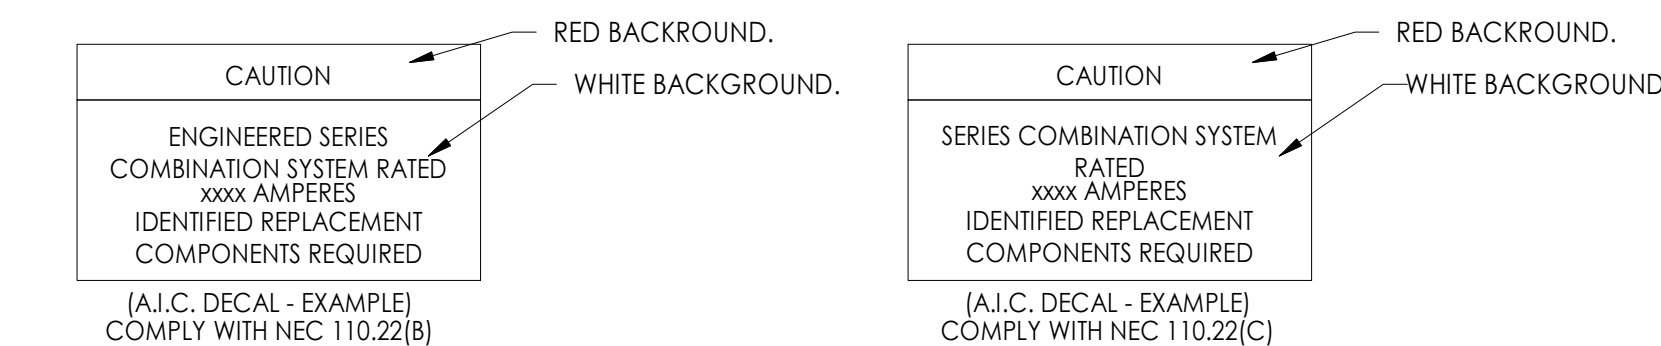 RED BACKROUND.
CAUTION
WHITE BACKGROUND.
ENGINEERED SERIES
COMBINATION SYSTEM RATED
xxxx AMPERES
IDENTIFIED REPLACEMENT
COMPONENTS REQUIRED
(A.I.C. DECAL - EXAMPLE)
COMPLY WITH NEC 110.22(B)
RED BACKROUND.
CAUTION
WHITE BACKGROUND
SERIES COMBINATION SYSTEM
RATED
xxxx AMPERES
IDENTIFIED REPLACEMENT
COMPONENTS REQUIRED
(A.I.C. DECAL - EXAMPLE)
COMPLY WITH NEC 110.22(C)